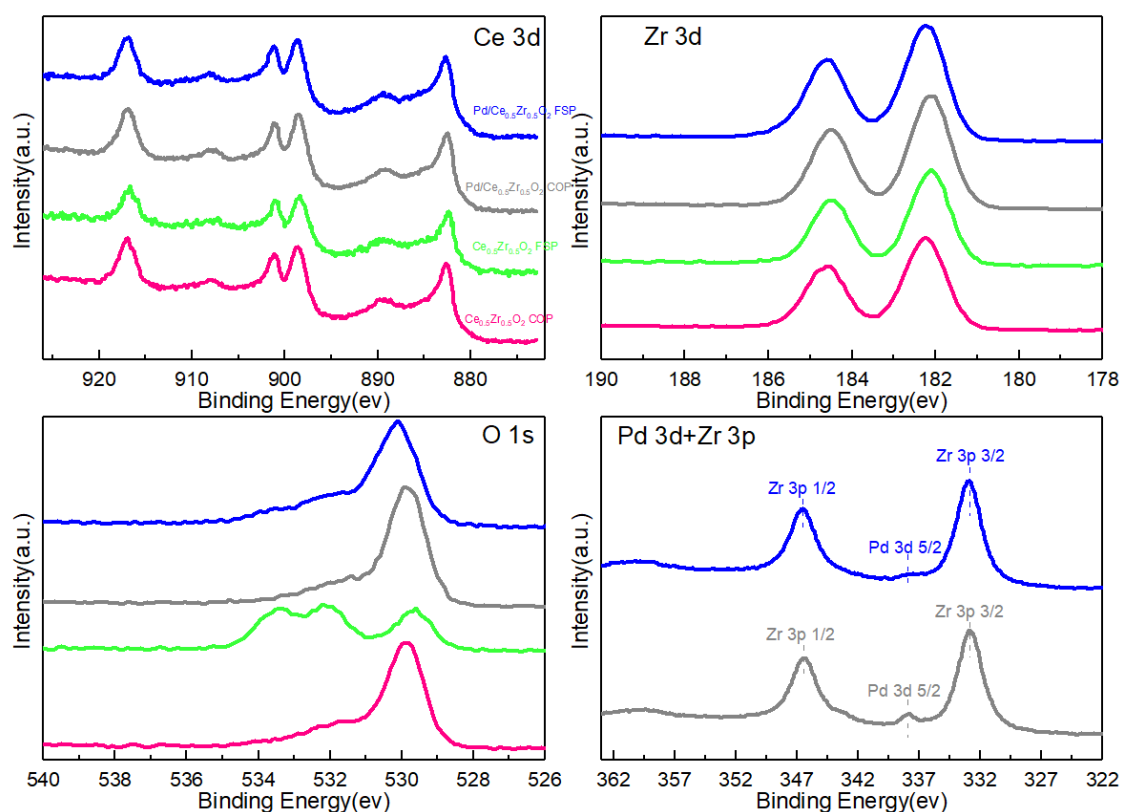 Ce 3d
Intensity(a.u.)
Pd/Ce0.5Zr0.5O2 FSP
Pd/Ce0.5Zr0.5O2 COP
Ce0.5Zr0.5O2 FSP
Ce0.5Zr0.5O2 COP
920 910 900 890 880
Binding Energy(ev)
Zr 3d
Intensity(a.u.)
190 188 186 184 182 180 178
Binding Energy(ev)
O 1s
Intensity(a.u.)
540 538 536 534 532 530 528 526
Binding Energy(ev)
Pd 3d+Zr 3p
Intensity(a.u.)
Zr 3p 3/2
Zr 3p 1/2
Pd 3d 5/2
Zr 3p 3/2
Zr 3p 1/2
Pd 3d 5/2
362 357 352 347 342 337 332 327 322
Binding Energy(ev)